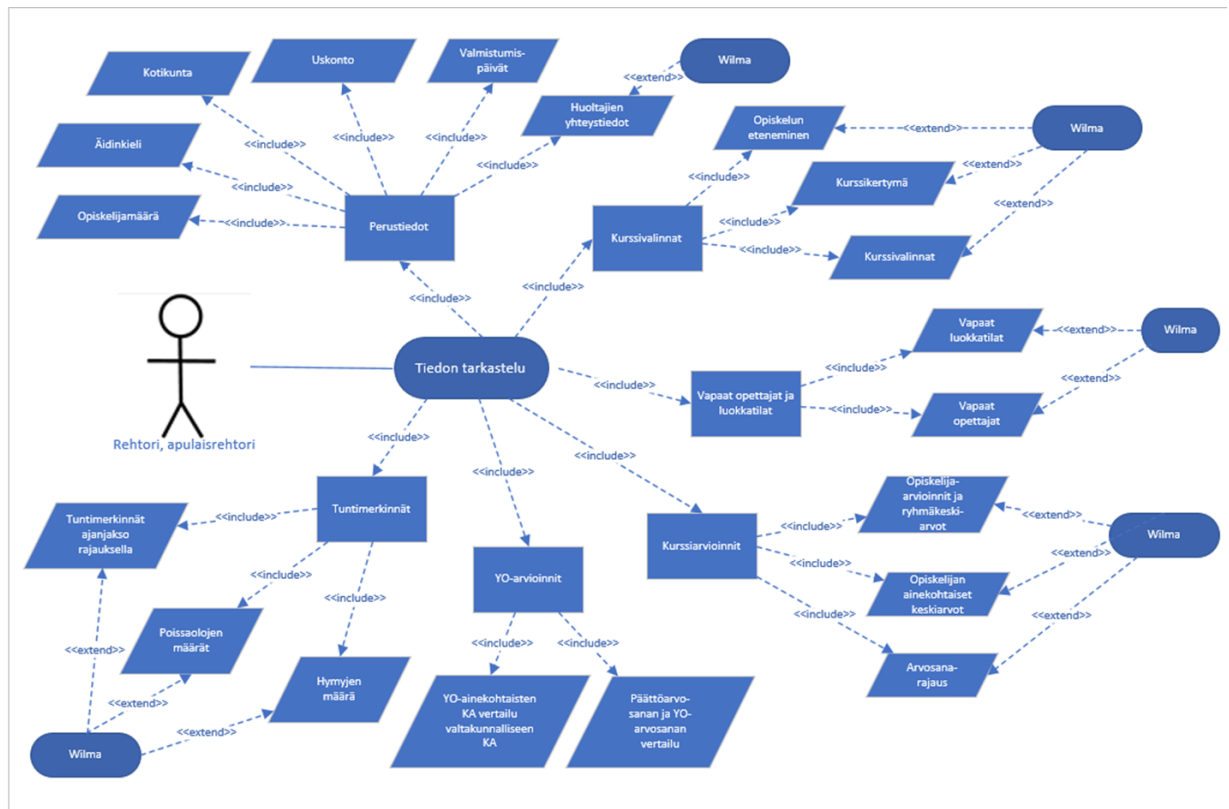 Kotikunta
Uskonto
Valmistumis-
päivät
Wilma
<<extend>>
Huoltajien
yhteystiedot
<<include>>
<<include>>
<<include>>
<<include>>
Äidinkieli
<<include>>
Opiskelijamäärä
<<include>>
Perustiedot
<<include>>
Opiskelun
eteneminen
<<extend>>
Wilma
<<include>>
Kurssikertymä
<<extend>>
<<extend>>
Kurssivalinnat
<<include>>
<<include>>
Kurssivalinnat
<<include>>
Rehtori, apulaisrehtori
Tiedon tarkastelu
<<include>>
Vapaat opettajat ja
luokkatilat
<<include>>
<<include>>
Vapaat
luokkatilat
<<extend>>
Wilma
<<extend>>
Vapaat
opettajat
<<include>>
<<include>>
<<include>>
Tuntimerkinnät
<<include>>
Tuntimerkinnät
ajanjakso
rajauksella
<<include>>
<<include>>
Poissaolojen
määrät
<<extend>>
<<extend>>
Hymyjen
määrä
<<extend>>
Wilma
YO-arvioinnit
<<include>>
<<include>>
YO-ainekohtaisten
KA vertailu
valtakunnalliseen
KA
Päättöarvo-
sanan ja YO-
arvosanan
vertailu
Kurssiarvioinnit
<<include>>
<<include>>
<<include>>
Opiskelija-
arvioinnit ja
ryhmäkeski-
arvot
<<extend>>
Wilma
Opiskelijan
ainekohtaiset
keskiarvot
<<extend>>
<<extend>>
Arvosana-
rajaus